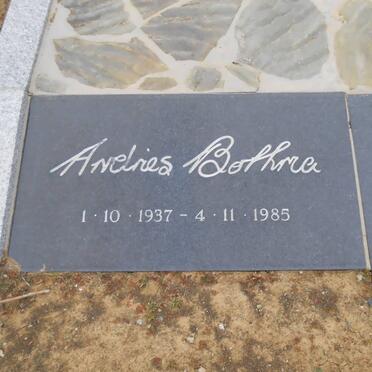 Andries Bothma
1 · 10 · 1937 – 4 · 11 · 1985